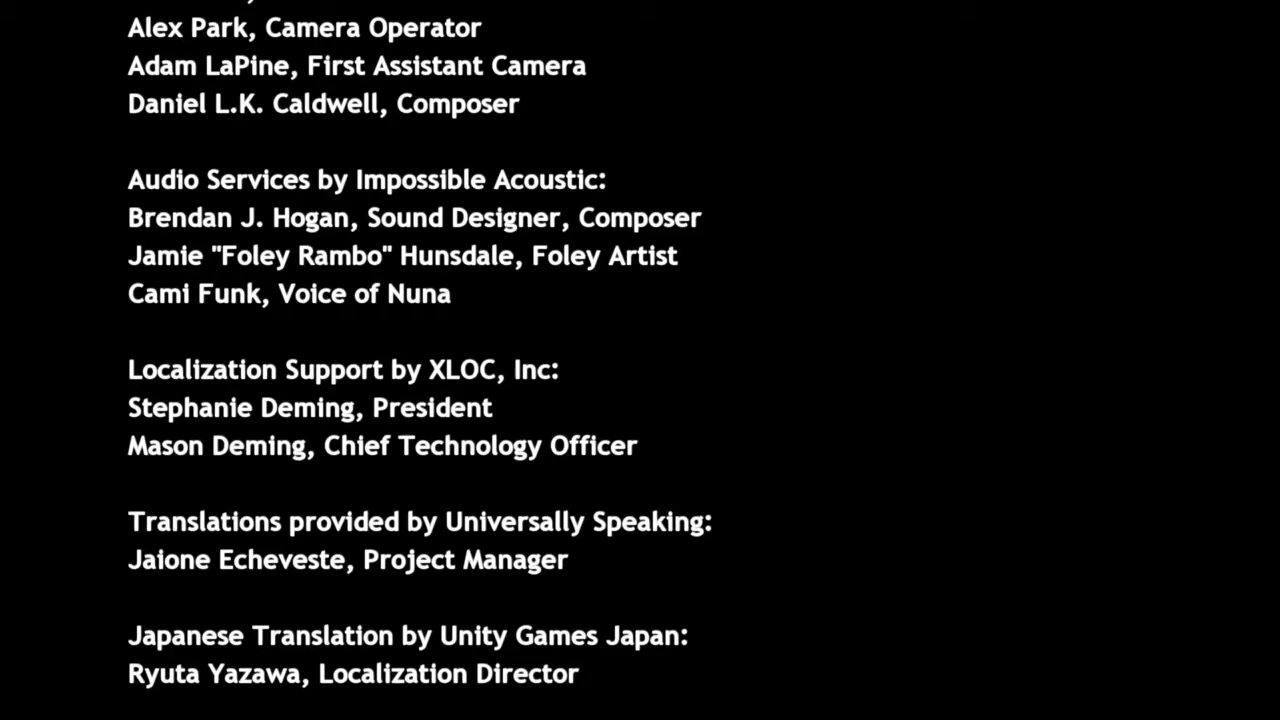 Alex Park, Camera Operator
Adam LaPine, First Assistant Camera
Daniel L.K. Caldwell, Composer
Audio Services by Impossible Acoustic:
Brendan J. Hogan, Sound Designer, Composer
Jamie "Foley Rambo" Hunsdale, Foley Artist
Cami Funk, Voice of Nuna
Localization Support by XLOC, Inc:
Stephanie Deming, President
Mason Deming, Chief Technology Officer
Translations provided by Universally Speaking:
Jaione Echeveste, Project Manager
Japanese Translation by Unity Games Japan:
Ryuta Yazawa, Localization Director